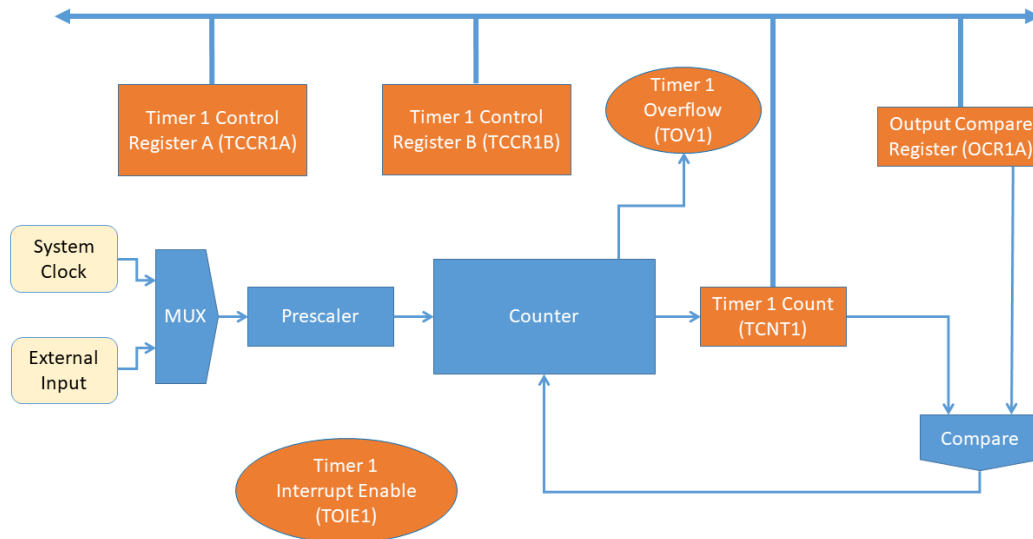 Timer 1 Control
Register A (TCCR1A)
Timer 1 Control
Register B (TCCR1B)
Timer 1
Overflow
(TOV1)
Output Compare
Register (OCR1A)
System
Clock
External
Input
MUX
Prescaler
Counter
Timer 1 Count
(TCNT1)
Compare
Timer 1
Interrupt Enable
(TOIE1)